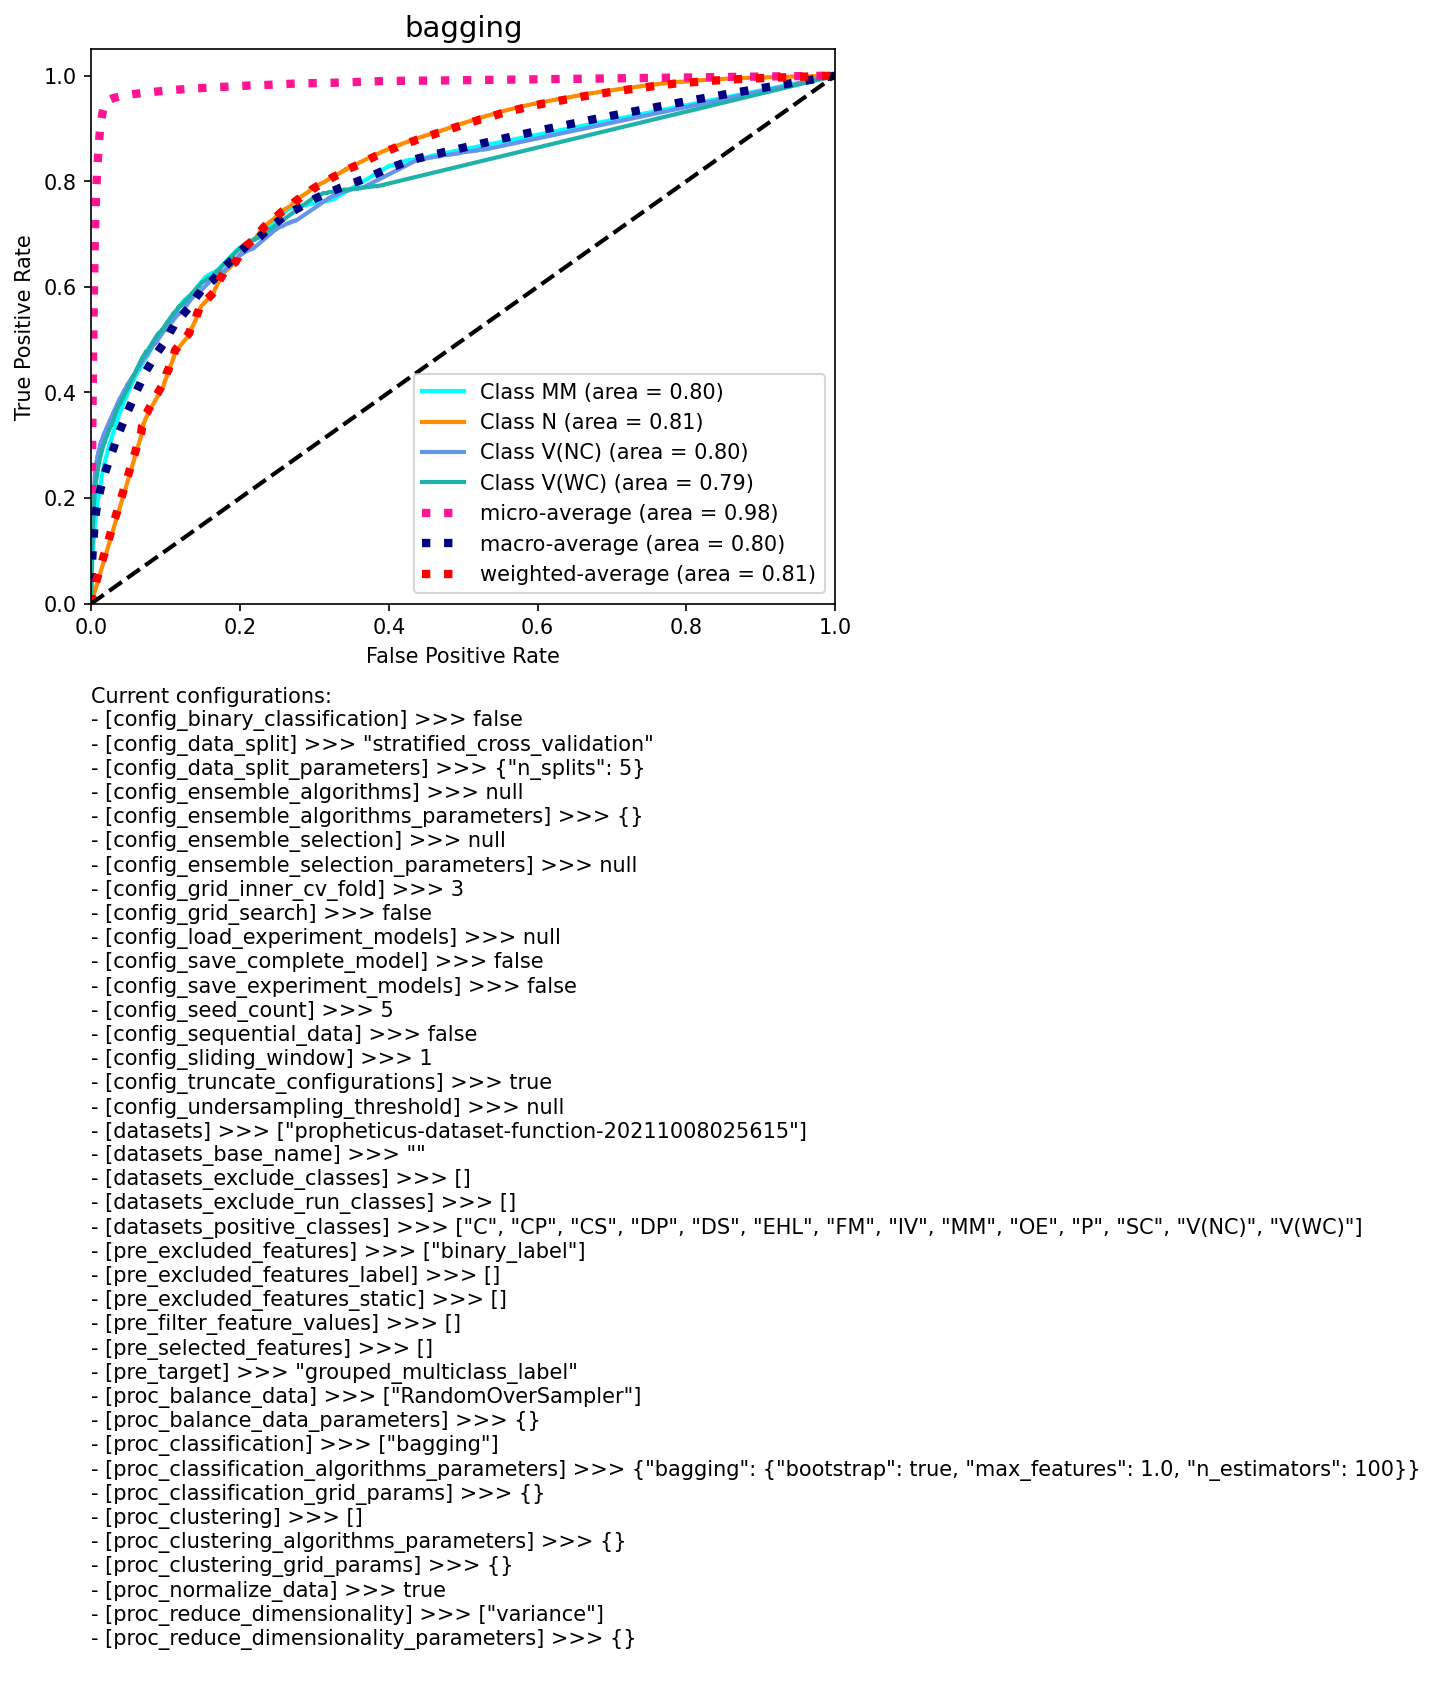 bagging
1.0
0.8
0.6
0.4
0.2
0.0
True Positive Rate
Class MM (area = 0.80)
Class N (area = 0.81)
Class V(NC) (area = 0.80)
Class V(WC) (area = 0.79)
micro-average (area = 0.98)
macro-average (area = 0.80)
weighted-average (area = 0.81)
0.0 0.2 0.4 0.6 0.8 1.0
False Positive Rate
Current configurations:
- [config_binary_classification] >>> false
- [config_data_split] >>> "stratified_cross_validation"
- [config_data_split_parameters] >>> {"n_splits": 5}
- [config_ensemble_algorithms] >>> null
- [config_ensemble_algorithms_parameters] >>> {}
- [config_ensemble_selection] >>> null
- [config_ensemble_selection_parameters] >>> null
- [config_grid_inner_cv_fold] >>> 3
- [config_grid_search] >>> false
- [config_load_experiment_models] >>> null
- [config_save_complete_model] >>> false
- [config_save_experiment_models] >>> false
- [config_seed_count] >>> 5
- [config_sequential_data] >>> false
- [config_sliding_window] >>> 1
- [config_truncate_configurations] >>> true
- [config_undersampling_threshold] >>> null
- [datasets] >>> ["propheticus-dataset-function-20211008025615"]
- [datasets_base_name] >>> ""
- [datasets_exclude_classes] >>> []
- [datasets_exclude_run_classes] >>> []
- [datasets_positive_classes] >>> ["C", "CP", "CS", "DP", "DS", "EHL", "FM", "IV", "MM", "OE", "P", "SC", "V(NC)", "V(WC)"]
- [pre_excluded_features] >>> ["binary_label"]
- [pre_excluded_features_label] >>> []
- [pre_excluded_features_static] >>> []
- [pre_filter_feature_values] >>> []
- [pre_selected_features] >>> []
- [pre_target] >>> "grouped_multiclass_label"
- [proc_balance_data] >>> ["RandomOverSampler"]
- [proc_balance_data_parameters] >>> {}
- [proc_classification] >>> ["bagging"]
- [proc_classification_algorithms_parameters] >>> {"bagging": {"bootstrap": true, "max_features": 1.0, "n_estimators": 100}}
- [proc_classification_grid_params] >>> {}
- [proc_clustering] >>> []
- [proc_clustering_algorithms_parameters] >>> {}
- [proc_clustering_grid_params] >>> {}
- [proc_normalize_data] >>> true
- [proc_reduce_dimensionality] >>> ["variance"]
- [proc_reduce_dimensionality_parameters] >>> {}